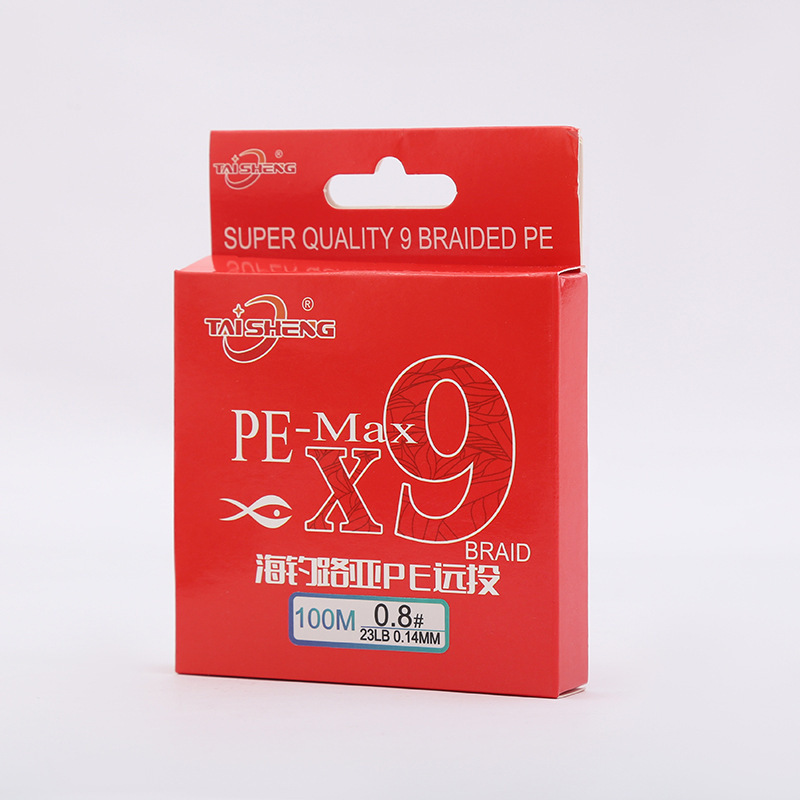 TAISHENG ®
SUPER QUALITY 9 BRAIDED PE
TAISHENG ®
PE-Max
X9
BRAID
海钓路亚PE远投
100M 0.8#
23LB 0.14MM